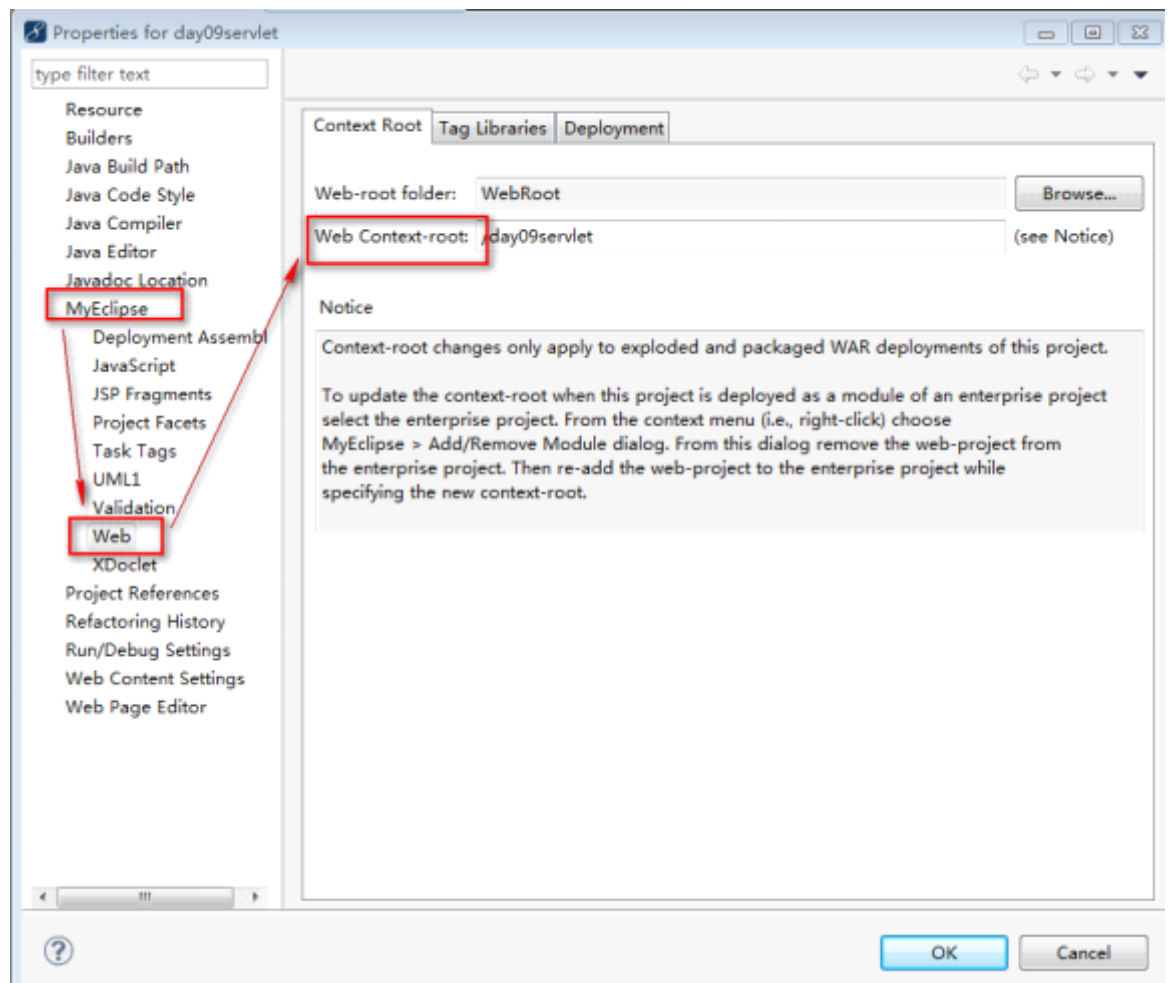 Properties for day09servlet
type filter text
Resource
Builders
Java Build Path
Java Code Style
Java Compiler
Java Editor
Javadoc Location
MyEclipse
Deployment Assembl
JavaScript
JSP Fragments
Project Facets
Task Tags
UML1
Validation
Web
XDoclet
Project References
Refactoring History
Run/Debug Settings
Web Content Settings
Web Page Editor
Context Root Tag Libraries Deployment
Web-root folder: WebRoot Browse...
Web Context-root: /day09servlet (see Notice)
Notice
Context-root changes only apply to exploded and packaged WAR deployments of this project.
To update the context-root when this project is deployed as a module of an enterprise project
select the enterprise project. From the context menu (i.e., right-click) choose
MyEclipse > Add/Remove Module dialog. From this dialog remove the web-project from
the enterprise project. Then re-add the web-project to the enterprise project while
specifying the new context-root.
OK Cancel